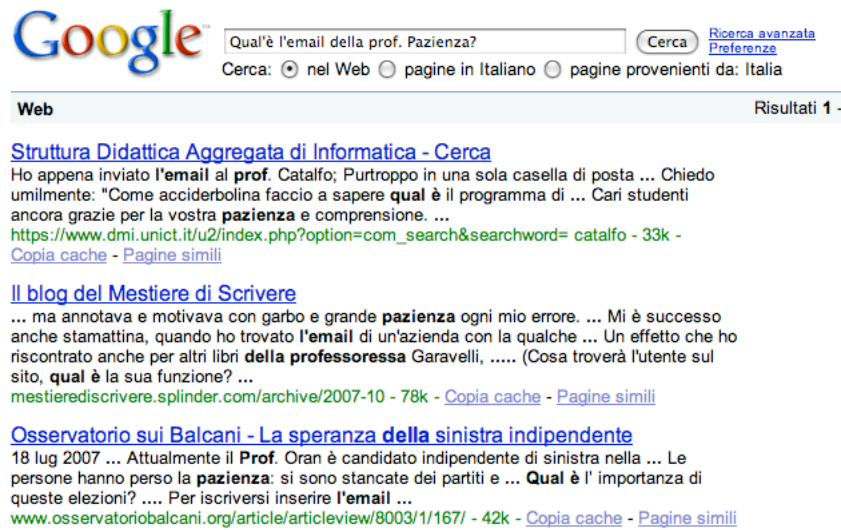 Google™
Qual'è l'email della prof. Pazienza?
Cerca
Ricerca avanzata
Preferenze
Cerca: nel Web pagine in Italiano pagine provenienti da: Italia
Web Risultati 1 -
Struttura Didattica Aggregata di Informatica - Cerca
Ho appena inviato l'email al prof. Catalfo; Purtroppo in una sola casella di posta ... Chiedo
umilmente: "Come acciderbolina faccio a sapere qual è il programma di ... Cari studenti
ancora grazie per la vostra pazienza e comprensione. ...
https://www.dmi.unict.it/u2/index.php?option=com_search&searchword= catalfo - 33k -
Copia cache - Pagine simili
Il blog del Mestiere di Scrivere
... ma annotava e motivava con garbo e grande pazienza ogni mio errore. ... Mi è successo
anche stamattina, quando ho trovato l'email di un'azienda con la qualche ... Un effetto che ho
riscontrato anche per altri libri della professoressa Garavelli, ..... (Cosa troverà l'utente sul
sito, qual è la sua funzione? ...
mestierediscrivere.splinder.com/archive/2007-10 - 78k - Copia cache - Pagine simili
Osservatorio sui Balcani - La speranza della sinistra indipendente
18 lug 2007 ... Attualmente il Prof. Oran è candidato indipendente di sinistra nella ... Le
persone hanno perso la pazienza: si sono stancate dei partiti e ... Qual è l' importanza di
queste elezioni? .... Per iscriversi inserire l'email ...
www.osservatoriobalcani.org/article/articleview/8003/1/167/ - 42k - Copia cache - Pagine simili